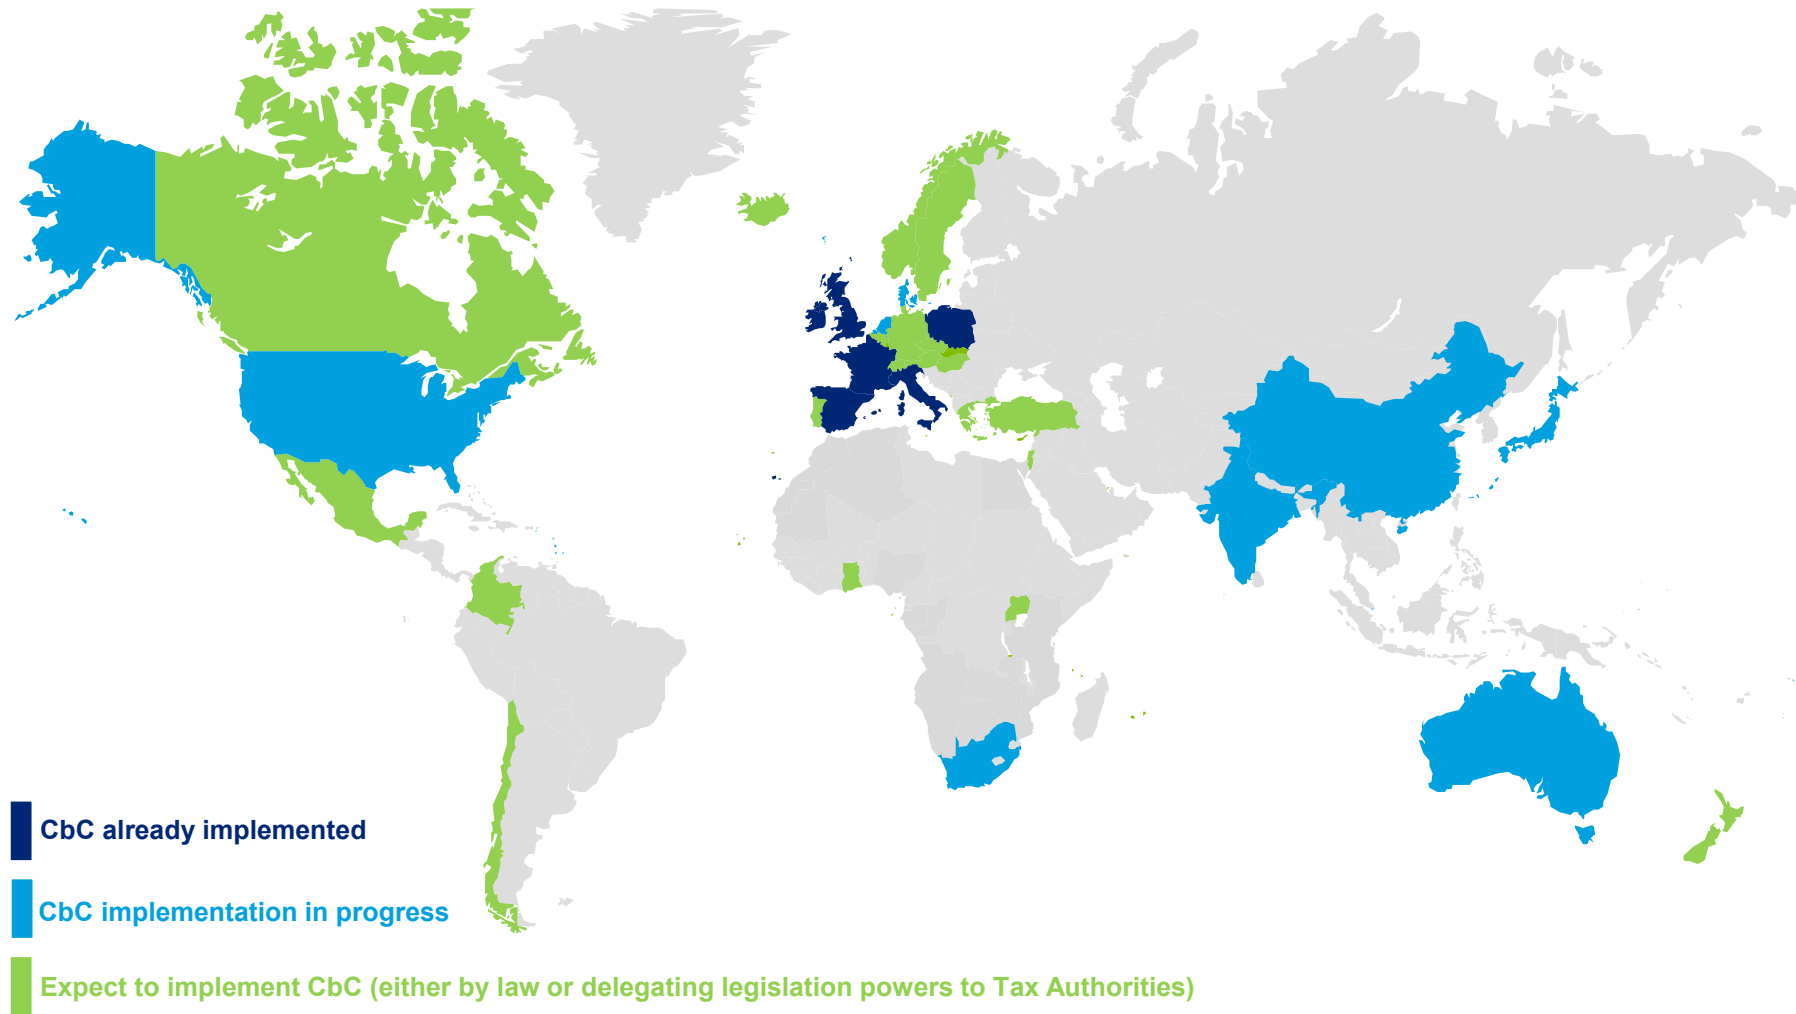 CbC already implemented
CbC implementation in progress
Expect to implement CbC (either by law or delegating legislation powers to Tax Authorities)